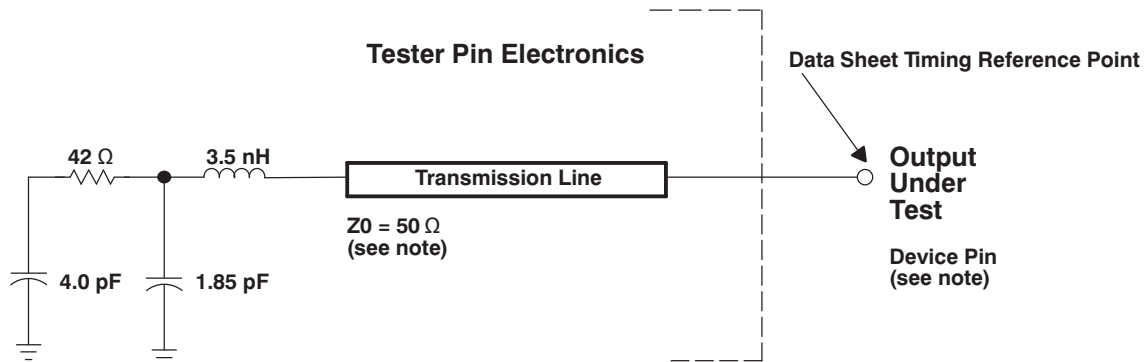 Tester Pin Electronics
Data Sheet Timing Reference Point
42 Ω
3.5 nH
Transmission Line
Output
Under
Test
Z0 = 50 Ω
(see note)
Device Pin
(see note)
4.0 pF
1.85 pF